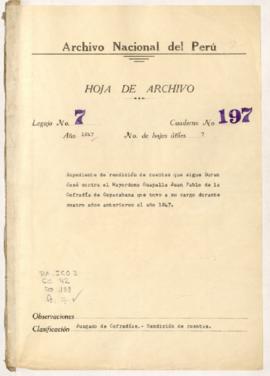 Archivo Nacional del Perú
HOJA DE ARCHIVO
Legajo No. 7 Cuaderno No 197
Año 1847 No. de hojas útiles 7
Expediente de rendición de cuentas que sigue Duran
José contra el Mayordomo Huapalla Juan Pablo de la
Cofradía de Copacabana que tuvo a su cargo durante
cuatro años anteriores al año 1847.
Observaciones
Clasificación Juzgado de Cofradías.- Rendición de cuentas.